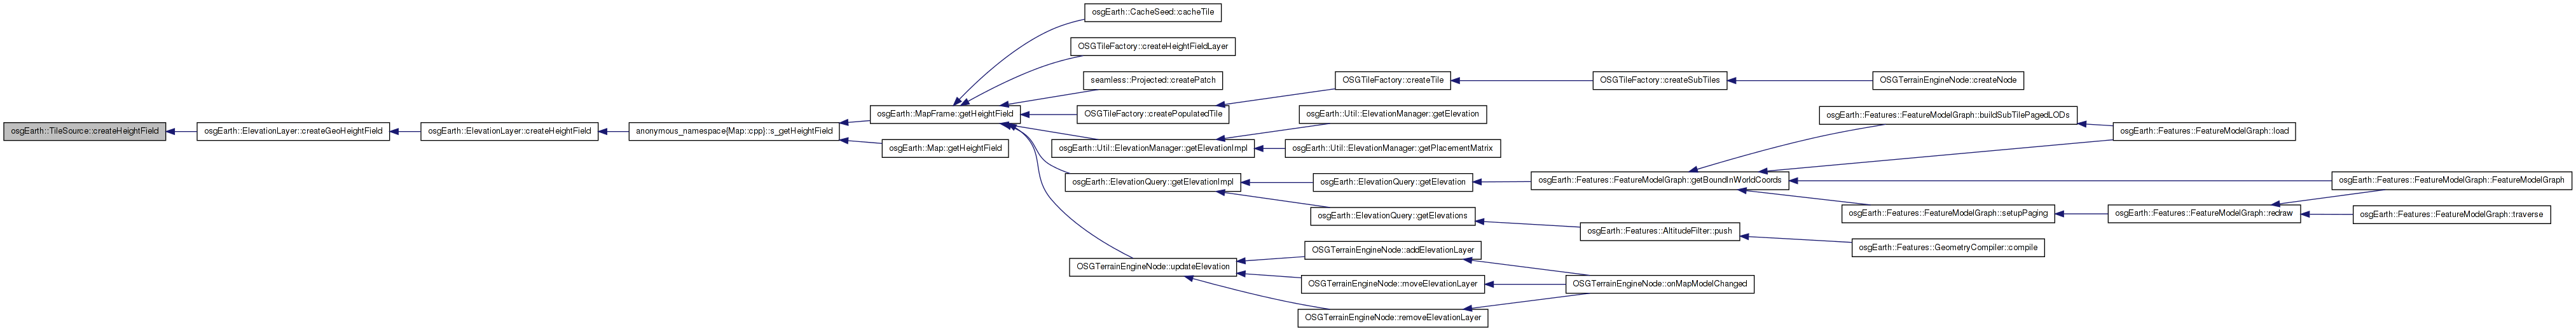 osgEarth::CacheSeed::cacheTile
OSGTileFactory::createHeightFieldLayer
seamless::Projected::createPatch
OSGTileFactory::createTile
OSGTileFactory::createSubTiles
OSGTerrainEngineNode::createNode
osgEarth::MapFrame::getHeightField
OSGTileFactory::createPopulatedTile
osgEarth::Util::ElevationManager::getElevation
osgEarth::Features::FeatureModelGraph::buildSubTilePagedLODs
osgEarth::TileSource::createHeightField
osgEarth::ElevationLayer::createGeoHeightField
osgEarth::ElevationLayer::createHeightField
anonymous_namespace{Map::cpp}::s_getHeightField
osgEarth::Features::FeatureModelGraph::load
osgEarth::Map::getHeightField
osgEarth::Util::ElevationManager::getElevationImpl
osgEarth::Util::ElevationManager::getPlacementMatrix
osgEarth::ElevationQuery::getElevationImpl
osgEarth::ElevationQuery::getElevation
osgEarth::Features::FeatureModelGraph::getBoundInWorldCoords
osgEarth::Features::FeatureModelGraph::FeatureModelGraph
osgEarth::ElevationQuery::getElevations
osgEarth::Features::FeatureModelGraph::setupPaging
osgEarth::Features::FeatureModelGraph::redraw
osgEarth::Features::FeatureModelGraph::traverse
osgEarth::Features::AltitudeFilter::push
osgEarth::Features::GeometryCompiler::compile
OSGTerrainEngineNode::addElevationLayer
OSGTerrainEngineNode::updateElevation
OSGTerrainEngineNode::moveElevationLayer
OSGTerrainEngineNode::onMapModelChanged
OSGTerrainEngineNode::removeElevationLayer